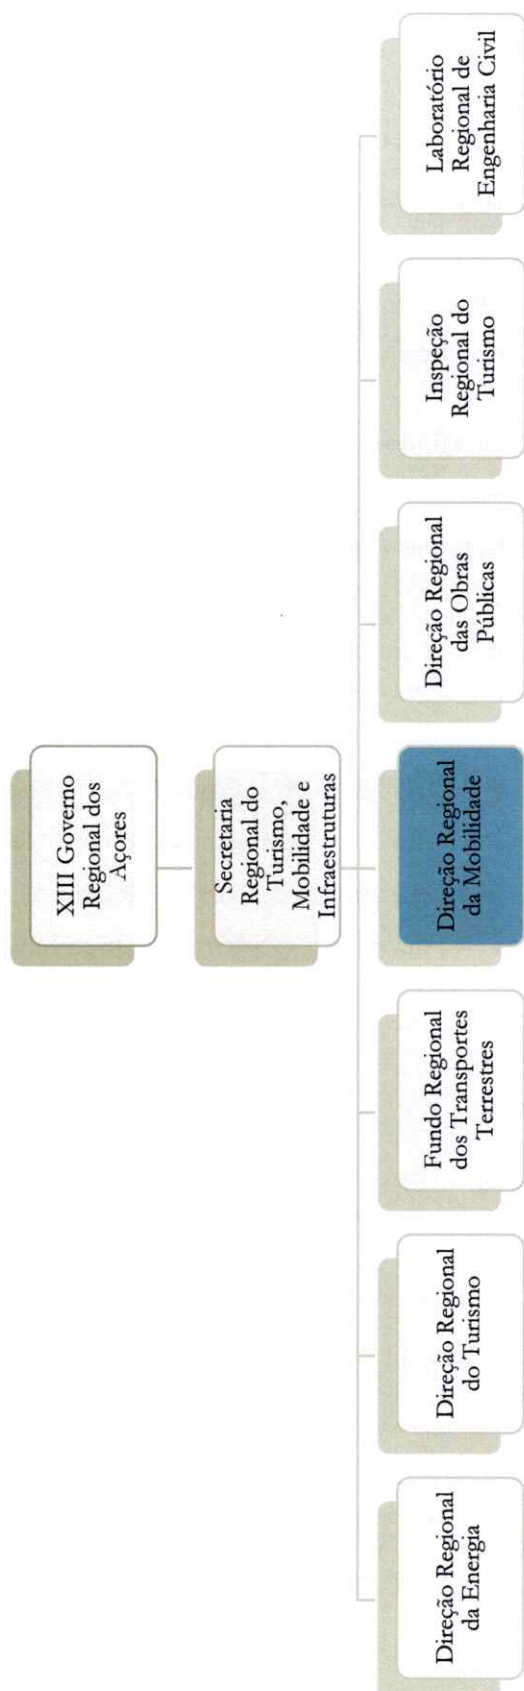 XIII Governo
Regional dos
Açores
Secretaria
Regional do
Turismo,
Mobilidade e
Infraestruturas
Direção Regional
da Energia
Direção Regional
do Turismo
Fundo Regional
dos Transportes
Terrestres
Direção Regional
da Mobilidade
Direção Regional
das Obras
Públicas
Inspeção
Regional do
Turismo
Laboratório
Regional de
Engenharia Civil